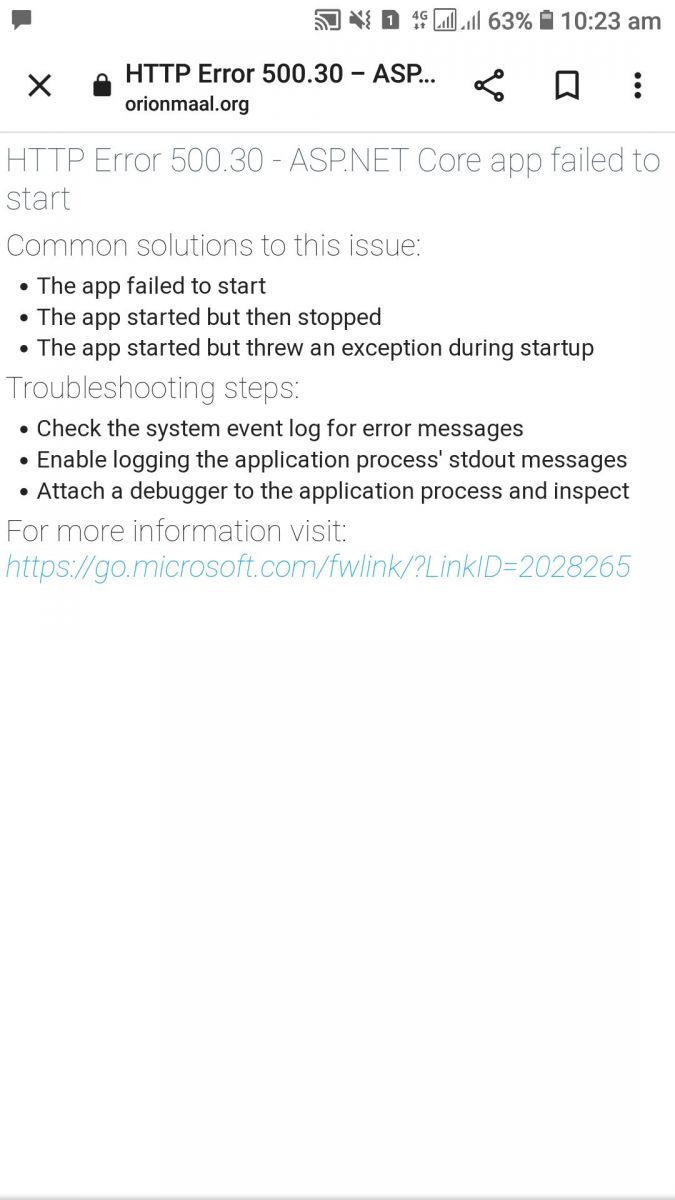 1 4G 63% 10:23 am
HTTP Error 500.30 – ASP...
orionmaal.org
HTTP Error 500.30 - ASP.NET Core app failed to
start
Common solutions to this issue:
• The app failed to start
• The app started but then stopped
• The app started but threw an exception during startup
Troubleshooting steps:
• Check the system event log for error messages
• Enable logging the application process' stdout messages
• Attach a debugger to the application process and inspect
For more information visit:
https://go.microsoft.com/fwlink/?LinkID=2028265